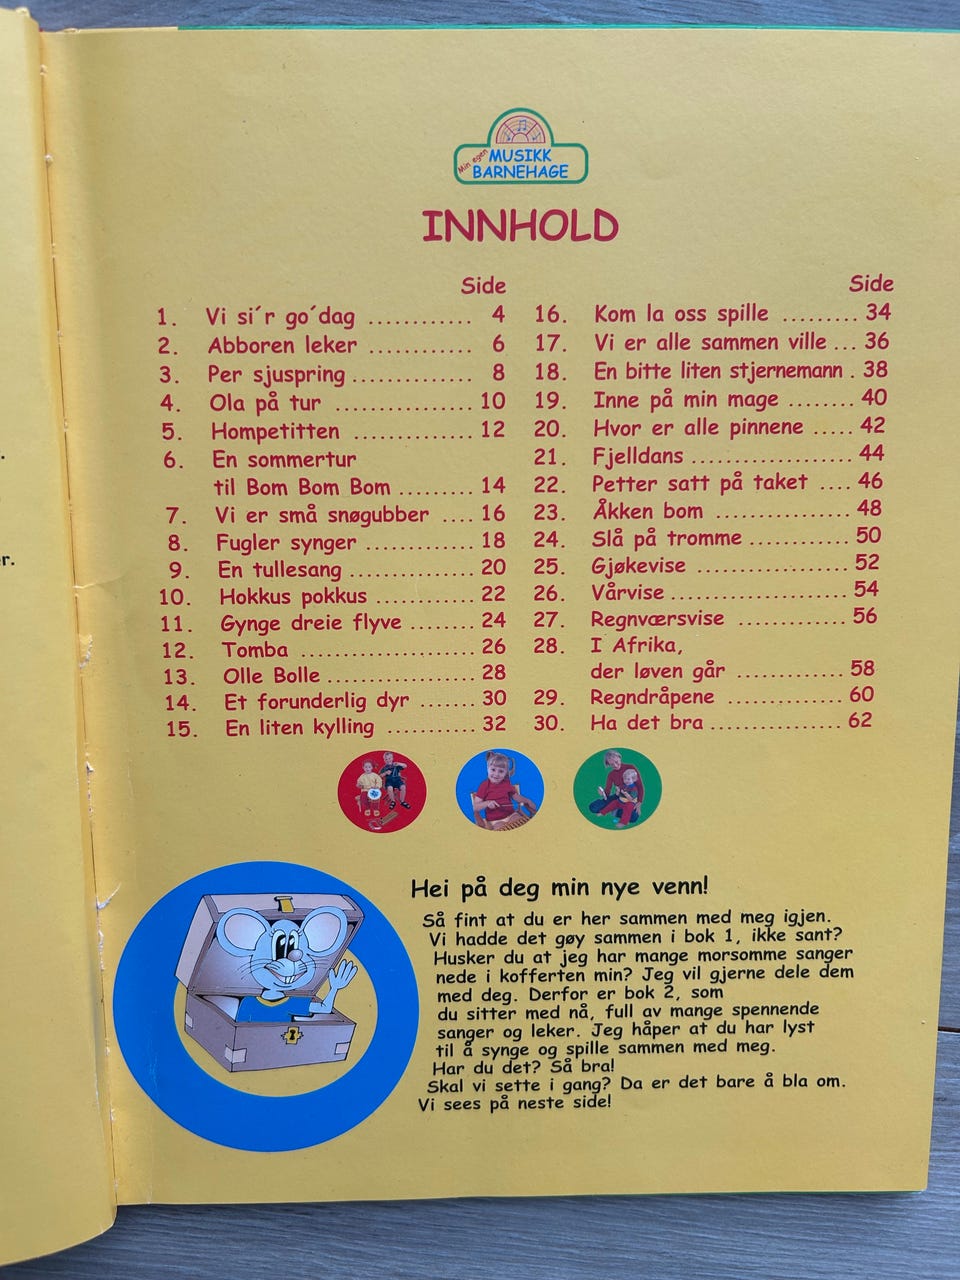 Min egen
MUSIKK
BARNEHAGE
INNHOLD
Side
1. Vi si´r go´dag ............ 4
2. Abboren leker ............ 6
3. Per sjuspring .............. 8
4. Ola på tur ................ 10
5. Hompetitten .............. 12
6. En sommertur
til Bom Bom Bom ......... 14
7. Vi er små snøgubber .... 16
8. Fugler synger ............. 18
9. En tullesang ............... 20
10. Hokkus pokkus ............ 22
11. Gynge dreie flyve ........ 24
12. Tomba ...................... 26
13. Olle Bolle ................... 28
14. Et forunderlig dyr ....... 30
15. En liten kylling ........... 32
Side
16. Kom la oss spille ......... 34
17. Vi er alle sammen ville ... 36
18. En bitte liten stjernemann . 38
19. Inne på min mage ........ 40
20. Hvor er alle pinnene ..... 42
21. Fjelldans ................... 44
22. Petter satt på taket .... 46
23. Åkken bom ................ 48
24. Slå på tromme ............ 50
25. Gjøkevise .................. 52
26. Vårvise ..................... 54
27. Regnværsvise ............. 56
28. I Afrika,
der løven går ............ 58
29. Regndråpene ............. 60
30. Ha det bra ................ 62
Hei på deg min nye venn!
Så fint at du er her sammen med meg igjen.
Vi hadde det gøy sammen i bok 1, ikke sant?
Husker du at jeg har mange morsomme sanger
nede i kofferten min? Jeg vil gjerne dele dem
med deg. Derfor er bok 2, som
du sitter med nå, full av mange spennende
sanger og leker. Jeg håper at du har lyst
til å synge og spille sammen med meg.
Har du det? Så bra!
Skal vi sette i gang? Da er det bare å bla om.
Vi sees på neste side!